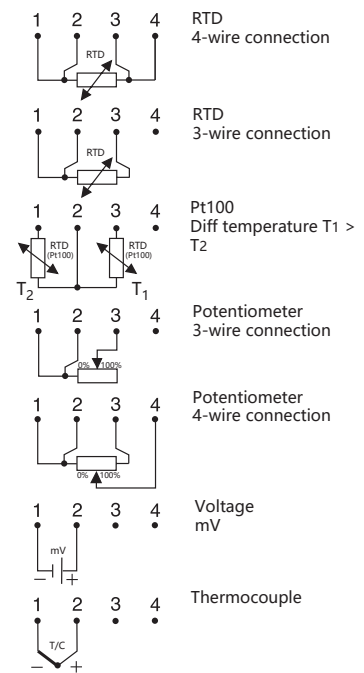 1 2 3 4 RTD
4-wire connection
RTD
1 2 3 4 RTD
3-wire connection
RTD
1 2 3 4 Pt100
Diff temperature T1 >
T2
RTD RTD
(Pt100) (Pt100)
T2 T1
1 2 3 4 Potentiometer
3-wire connection
0% 100%
1 2 3 4 Potentiometer
4-wire connection
0% 100%
1 2 3 4 Voltage
mV
mV
− +
1 2 3 4 Thermocouple
T/C
− +